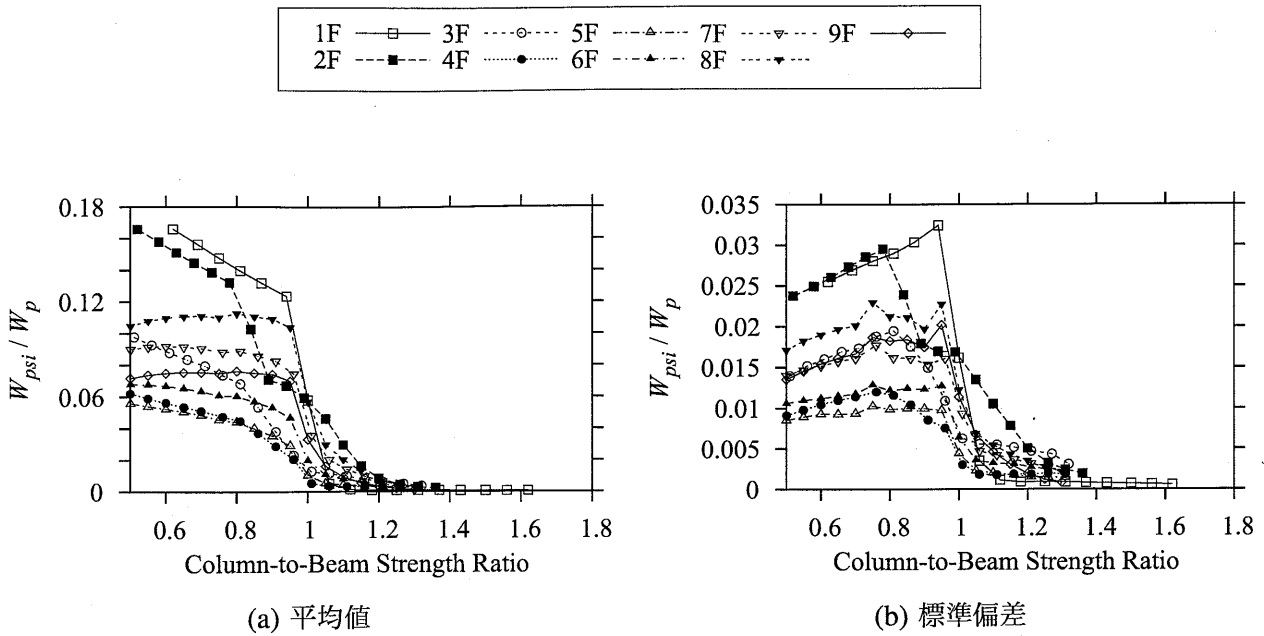 1F 3F 5F 7F 9F
2F 4F 6F 8F
0.18
0.12
0.06
0
W_psi / W_p
0.6 0.8 1 1.2 1.4 1.6 1.8
Column-to-Beam Strength Ratio
(a) 平均値
0.035
0.03
0.025
0.02
0.015
0.01
0.005
0
W_psi / W_p
0.6 0.8 1 1.2 1.4 1.6 1.8
Column-to-Beam Strength Ratio
(b) 標準偏差